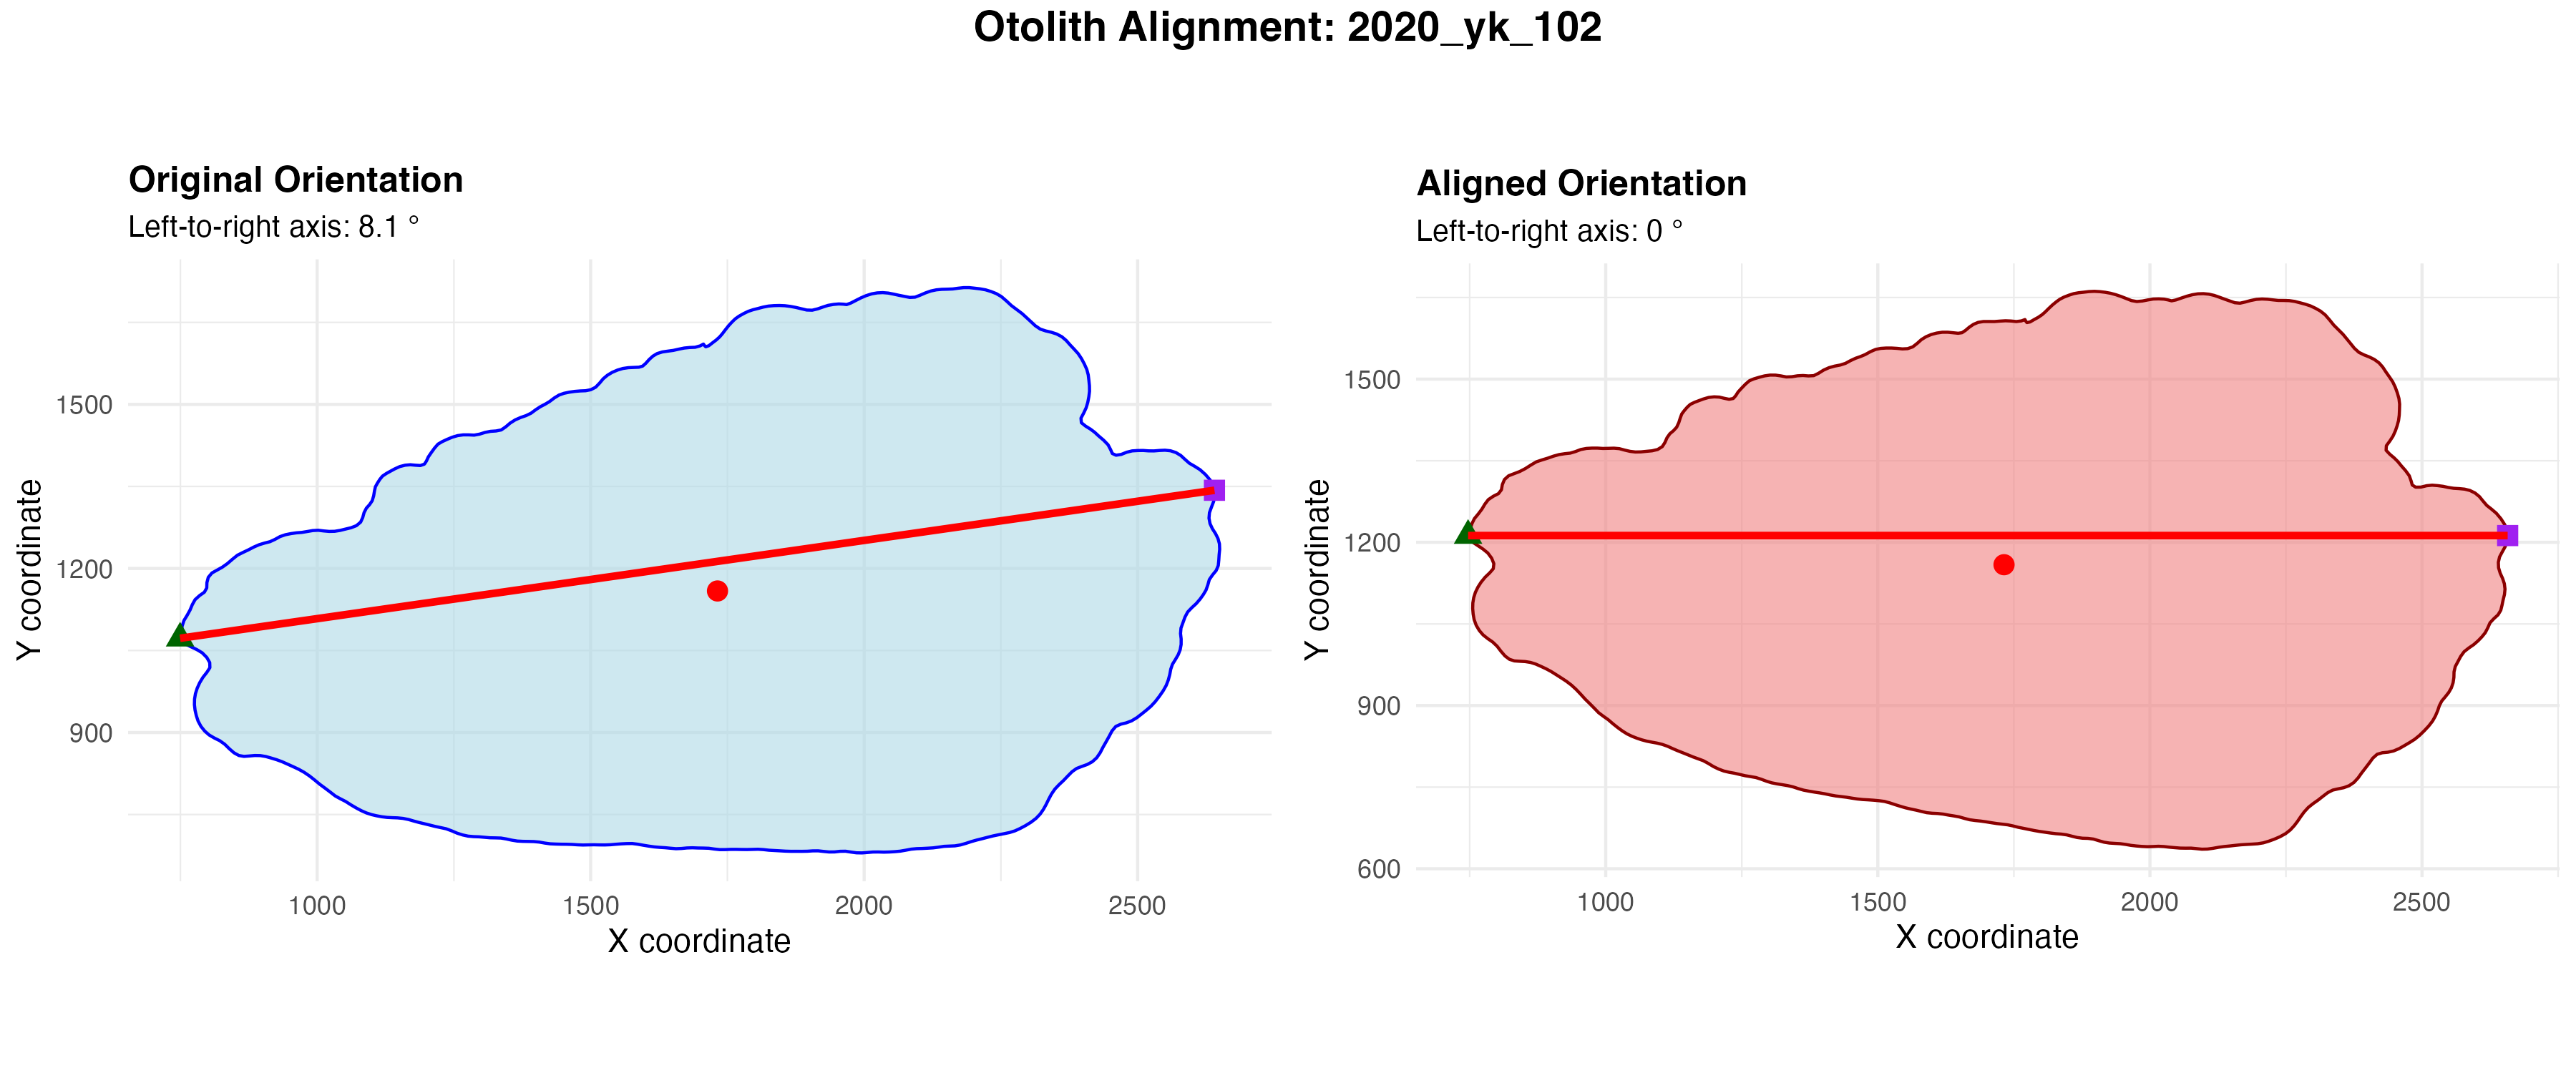 Otolith Alignment: 2020_yk_102
Original Orientation
Left-to-right axis: 8.1 °
Y coordinate
1500
1200
900
1000 1500 2000 2500
X coordinate
Aligned Orientation
Left-to-right axis: 0 °
Y coordinate
1500
1200
900
600
1000 1500 2000 2500
X coordinate